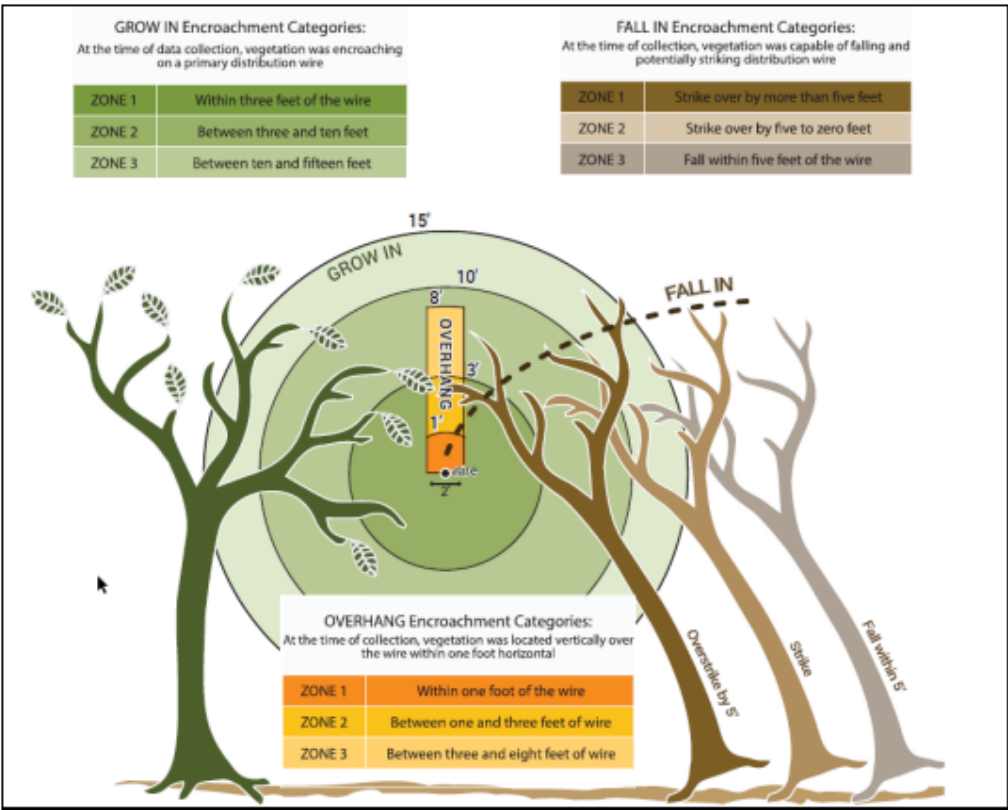 GROW IN Encroachment Categories:
At the time of data collection, vegetation was encroaching
on a primary distribution wire
ZONE 1 Within three feet of the wire
ZONE 2 Between three and ten feet
ZONE 3 Between ten and fifteen feet
FALL IN Encroachment Categories:
At the time of collection, vegetation was capable of falling and
potentially striking distribution wire
ZONE 1 Strike over by more than five feet
ZONE 2 Strike over by five to zero feet
ZONE 3 Fall within five feet of the wire
15'
GROW IN
10'
8'
OVERHANG
3'
1'
wire
2'
FALL IN
Overstrike by 5'
Strike
Fall within 5'
OVERHANG Encroachment Categories:
At the time of collection, vegetation was located vertically over
the wire within one foot horizontal
ZONE 1 Within one foot of the wire
ZONE 2 Between one and three feet of wire
ZONE 3 Between three and eight feet of wire